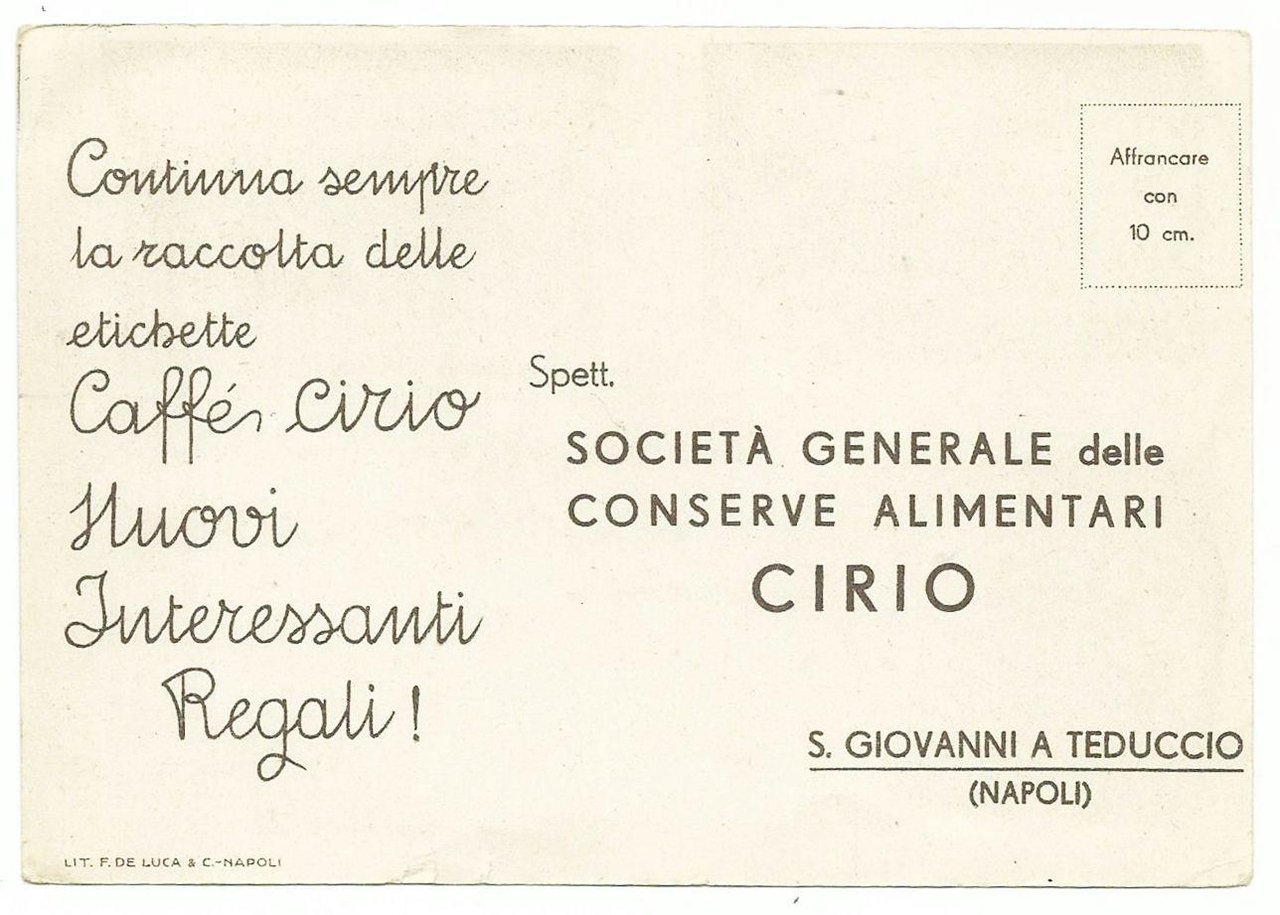 Continua sempre
la raccolta delle
etichette
Caffé Cirio
Nuovi
Interessanti
Regali!
LIT. F. DE LUCA & C.-NAPOLI
Affrancare
con
10 cm.
Spett.
SOCIETÀ GENERALE delle
CONSERVE ALIMENTARI
CIRIO
S. GIOVANNI A TEDUCCIO
(NAPOLI)